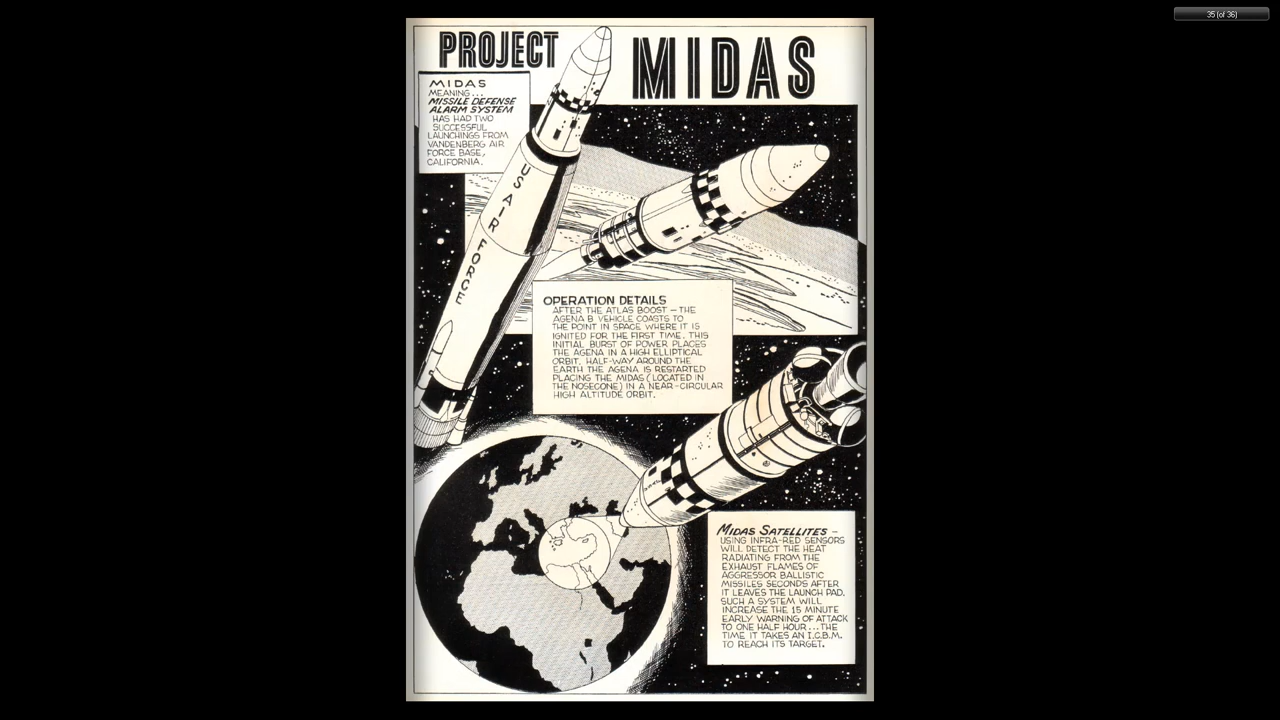 35 (of 36)
PROJECT MIDAS
MIDAS
MEANING...
MISSILE DEFENSE
ALARM SYSTEM
HAS HAD TWO
SUCCESSFUL
LAUNCHINGS FROM
VANDENBERG AIR
FORCE BASE,
CALIFORNIA.
US AIR FORCE
OPERATION DETAILS
AFTER THE ATLAS BOOST — THE
AGENA B VEHICLE COASTS TO
THE POINT IN SPACE WHERE IT IS
IGNITED FOR THE FIRST TIME. THIS
INITIAL BURST OF POWER PLACES
THE AGENA IN A HIGH ELLIPTICAL
ORBIT. HALF-WAY AROUND THE
EARTH THE AGENA IS RESTARTED
PLACING THE MIDAS (LOCATED IN
THE NOSECONE) IN A NEAR-CIRCULAR
HIGH ALTITUDE ORBIT.
MIDAS SATELLITES —
USING INFRA-RED SENSORS
WILL DETECT THE HEAT
RADIATING FROM THE
EXHAUST FLAMES OF
AGGRESSOR BALLISTIC
MISSILES SECONDS AFTER
IT LEAVES THE LAUNCH PAD.
SUCH A SYSTEM WILL
INCREASE THE 15 MINUTE
EARLY WARNING OF ATTACK
TO ONE HALF HOUR...THE
TIME IT TAKES AN I.C.B.M.
TO REACH ITS TARGET.